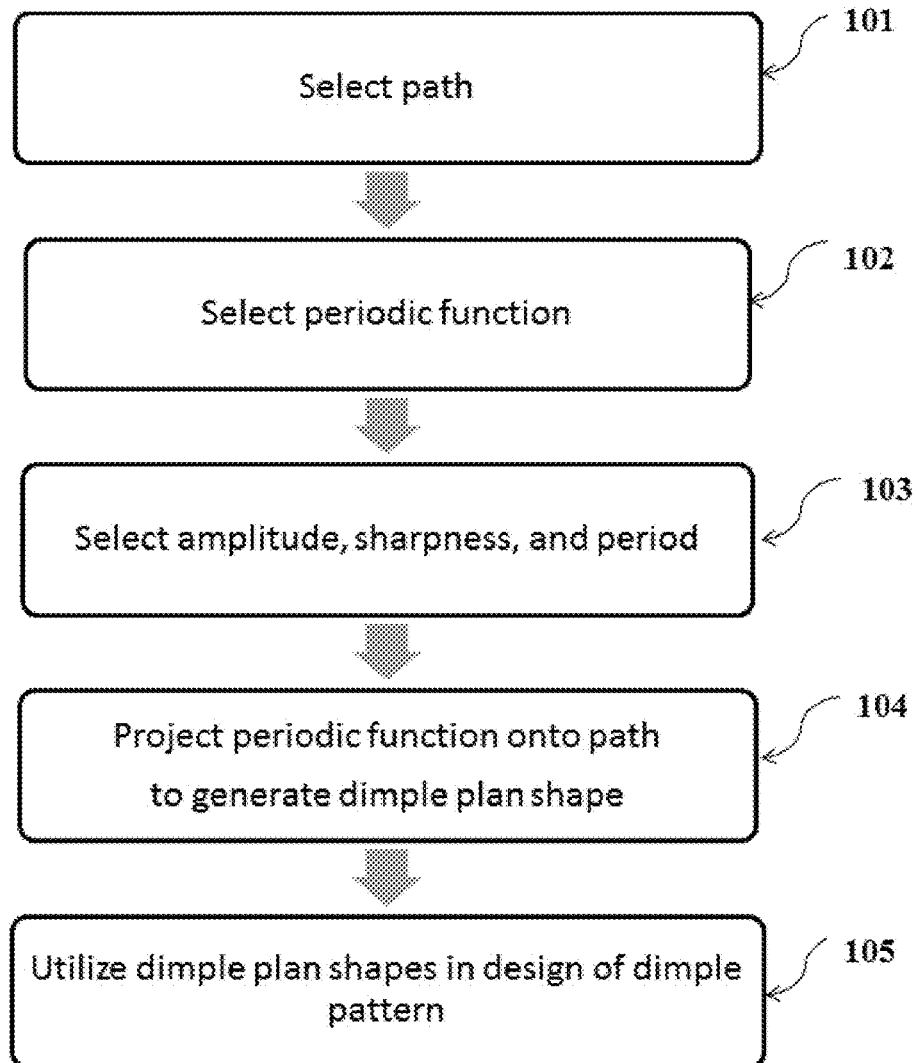 101
Select path
102
Select periodic function
103
Select amplitude, sharpness, and period
104
Project periodic function onto path
to generate dimple plan shape
105
Utilize dimple plan shapes in design of dimple
pattern